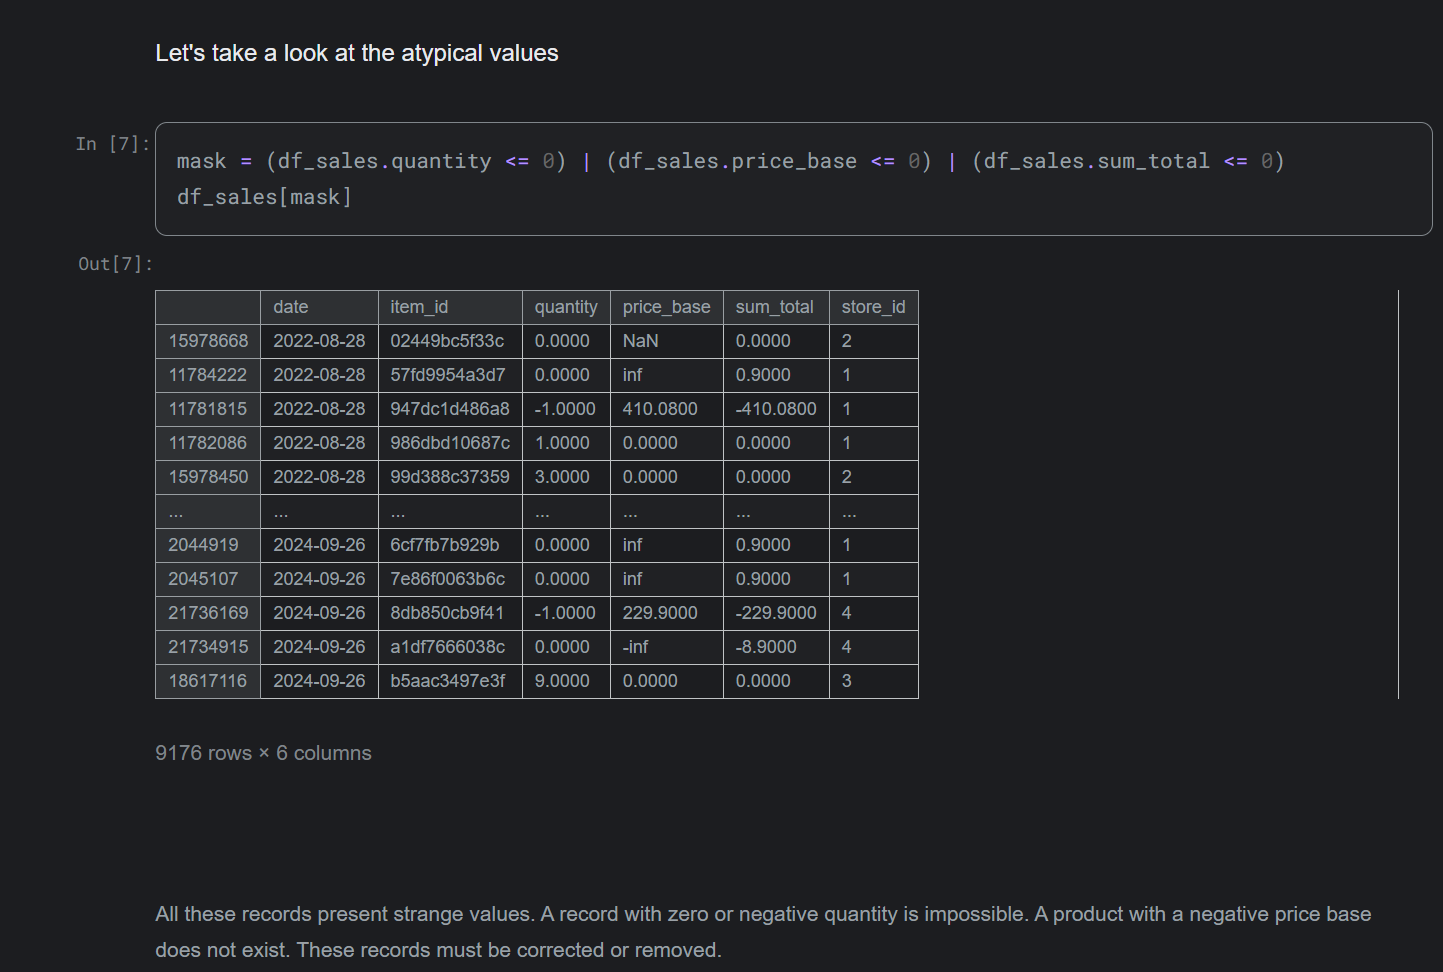 Let's take a look at the atypical values
In [7]:
mask = (df_sales.quantity <= 0) | (df_sales.price_base <= 0) | (df_sales.sum_total <= 0)
df_sales[mask]
Out[7]:
date item_id quantity price_base sum_total store_id
15978668 2022-08-28 02449bc5f33c 0.0000 NaN 0.0000 2
11784222 2022-08-28 57fd9954a3d7 0.0000 inf 0.9000 1
11781815 2022-08-28 947dc1d486a8 -1.0000 410.0800 -410.0800 1
11782086 2022-08-28 986dbd10687c 1.0000 0.0000 0.0000 1
15978450 2022-08-28 99d388c37359 3.0000 0.0000 0.0000 2
... ... ... ... ... ... ...
2044919 2024-09-26 6cf7fb7b929b 0.0000 inf 0.9000 1
2045107 2024-09-26 7e86f0063b6c 0.0000 inf 0.9000 1
21736169 2024-09-26 8db850cb9f41 -1.0000 229.9000 -229.9000 4
21734915 2024-09-26 a1df7666038c 0.0000 -inf -8.9000 4
18617116 2024-09-26 b5aac3497e3f 9.0000 0.0000 0.0000 3
9176 rows × 6 columns
All these records present strange values. A record with zero or negative quantity is impossible. A product with a negative price base
does not exist. These records must be corrected or removed.